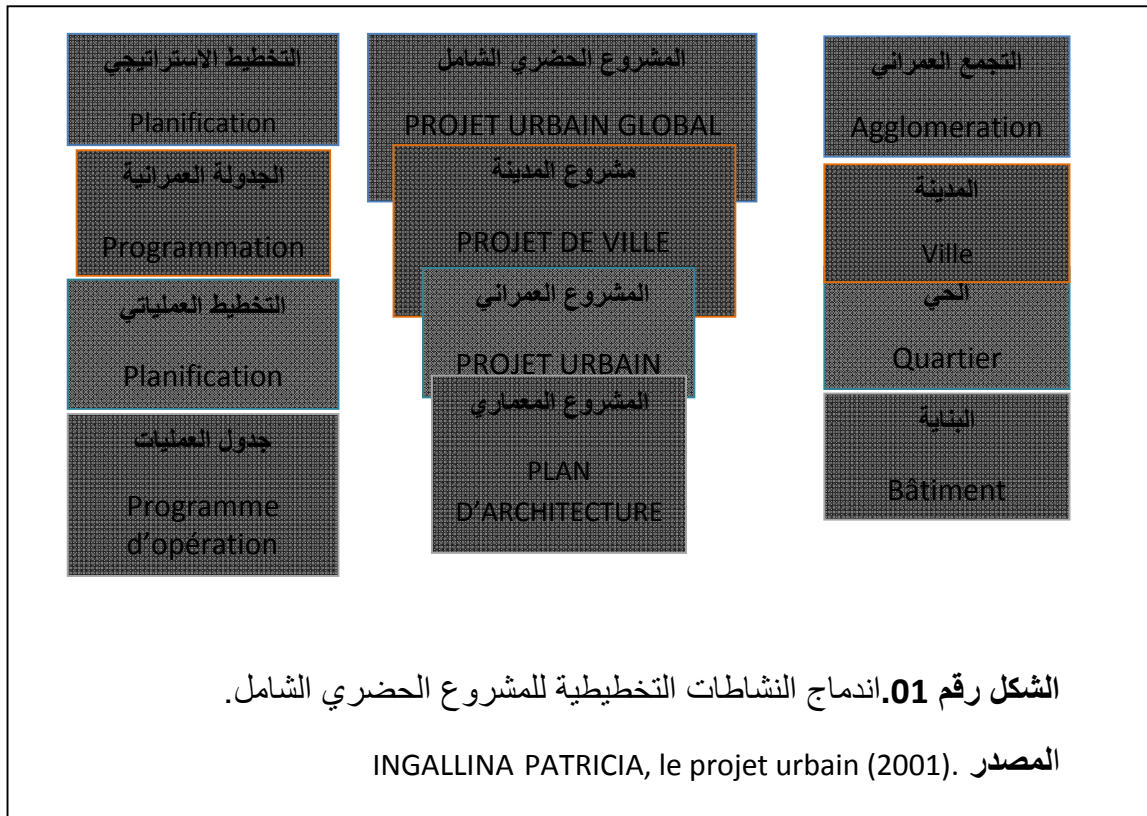 التخطيط الاستراتيجي
Planification
الجدولة العمرانية
Programmation
التخطيط العملياتي
Planification
جدول العمليات
Programme
d'opération
المشروع الحضري الشامل
PROJET URBAIN GLOBAL
مشروع المدينة
PROJET DE VILLE
المشروع العمراني
PROJET URBAIN
المشروع المعماري
PLAN
D'ARCHITECTURE
التجمع العمراني
Agglomeration
المدينة
Ville
الحي
Quartier
البناية
Bâtiment
الشكل رقم 01.اندماج النشاطات التخطيطية للمشروع الحضري الشامل.
المصدر .INGALLINA PATRICIA, le projet urbain (2001)